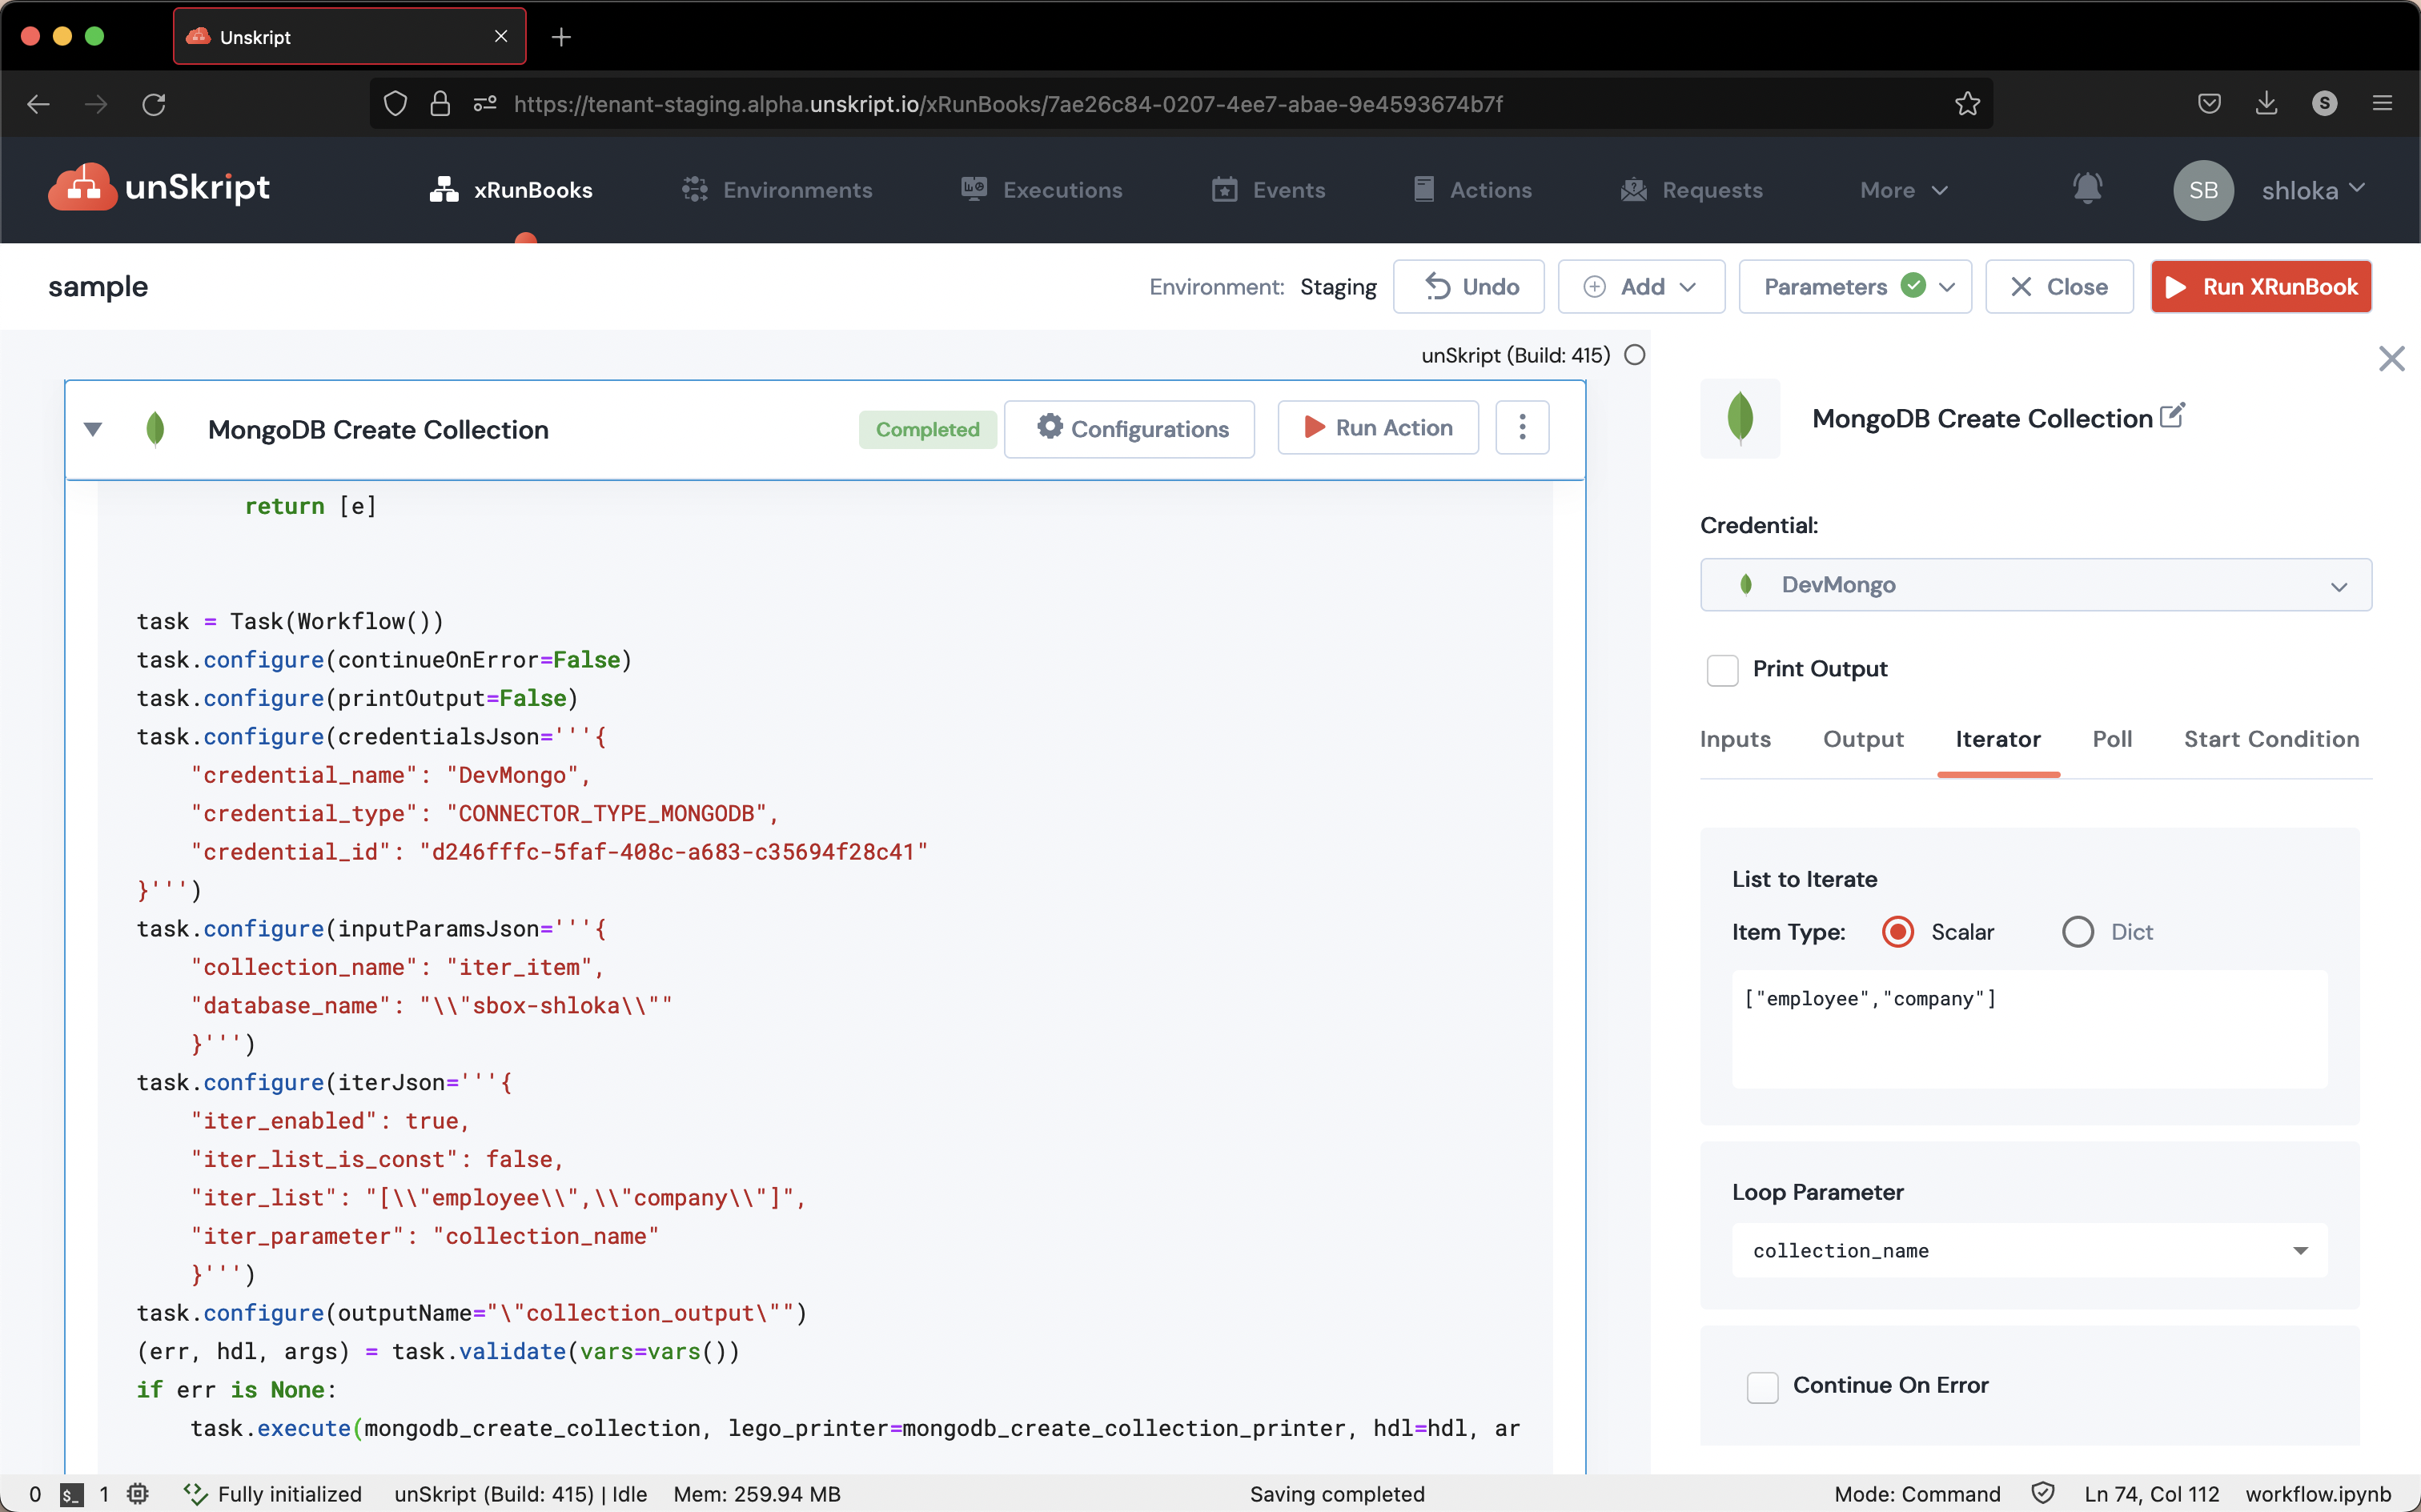 Unskript
https://tenant-staging.alpha.unskript.io/xRunBooks/7ae26c84-0207-4ee7-abae-9e4593674b7f
S
unSkript
xRunBooks
Environments
Executions
Events
Actions
Requests
More
SB
shloka
sample
Environment: Staging
Undo
Add
Parameters
Close
Run XRunBook
unSkript (Build: 415)
MongoDB Create Collection
Completed
Configurations
Run Action
return [e]
task = Task(Workflow())
task.configure(continueOnError=False)
task.configure(printOutput=False)
task.configure(credentialsJson='''{
"credential_name": "DevMongo",
"credential_type": "CONNECTOR_TYPE_MONGODB",
"credential_id": "d246fffc-5faf-408c-a683-c35694f28c41"
}''')
task.configure(inputParamsJson='''{
"collection_name": "iter_item",
"database_name": "\\"sbox-shloka\\""
}''')
task.configure(iterJson='''{
"iter_enabled": true,
"iter_list_is_const": false,
"iter_list": "[\\"employee\\",\\"company\\"]",
"iter_parameter": "collection_name"
}''')
task.configure(outputName="\"collection_output\"")
(err, hdl, args) = task.validate(vars=vars())
if err is None:
task.execute(mongodb_create_collection, lego_printer=mongodb_create_collection_printer, hdl=hdl, ar
MongoDB Create Collection
Credential:
DevMongo
Print Output
Inputs
Output
Iterator
Poll
Start Condition
List to Iterate
Item Type:
Scalar
Dict
["employee","company"]
Loop Parameter
collection_name
Continue On Error
0
$_
1
Fully initialized
unSkript (Build: 415) | Idle
Mem: 259.94 MB
Saving completed
Mode: Command
Ln 74, Col 112
workflow.ipynb